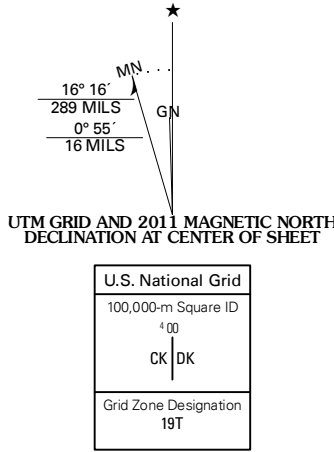 ★
MN
16° 16´
289 MILS
GN
0° 55´
16 MILS
UTM GRID AND 2011 MAGNETIC NORTH
DECLINATION AT CENTER OF SHEET
U.S. National Grid
100,000-m Square ID
4 00
CK DK
Grid Zone Designation
19T